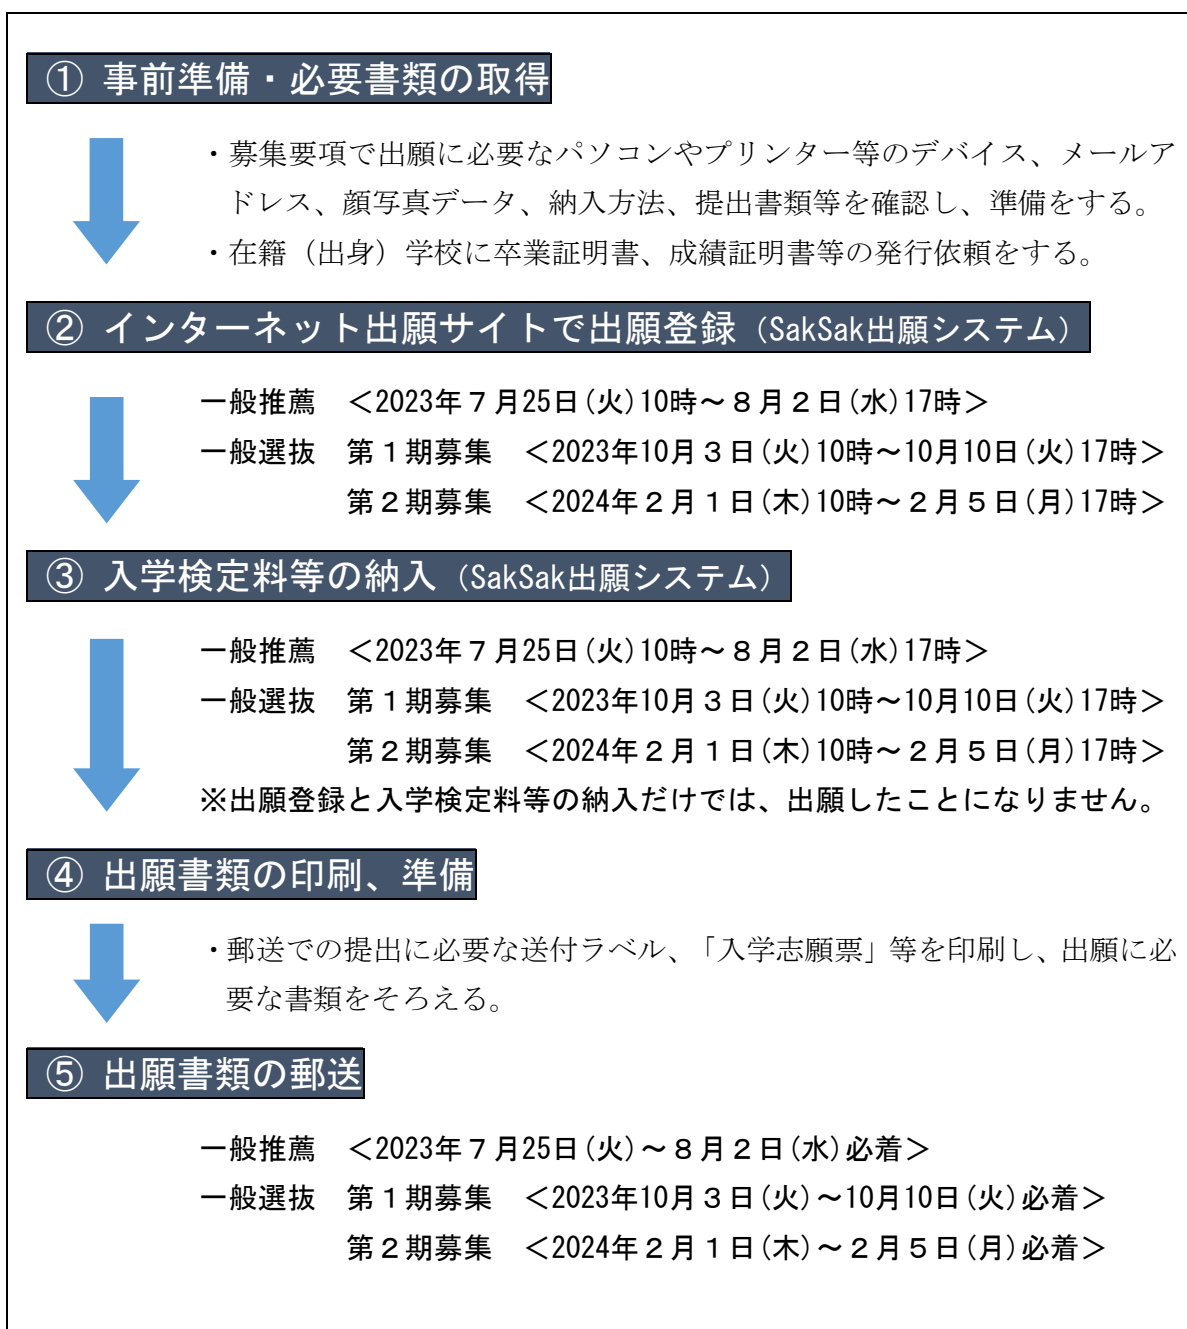 ① 事前準備・必要書類の取得
・募集要項で出願に必要なパソコンやプリンター等のデバイス、メールア
ドレス、顔写真データ、納入方法、提出書類等を確認し、準備をする。
・在籍（出身）学校に卒業証明書、成績証明書等の発行依頼をする。
② インターネット出願サイトで出願登録（SakSak出願システム）
一般推薦　＜2023年７月25日(火)10時～８月２日(水)17時＞
一般選抜　第１期募集　＜2023年10月３日(火)10時～10月10日(火)17時＞
第２期募集　＜2024年２月１日(木)10時～２月５日(月)17時＞
③ 入学検定料等の納入（SakSak出願システム）
一般推薦　＜2023年７月25日(火)10時～８月２日(水)17時＞
一般選抜　第１期募集　＜2023年10月３日(火)10時～10月10日(火)17時＞
第２期募集　＜2024年２月１日(木)10時～２月５日(月)17時＞
※出願登録と入学検定料等の納入だけでは、出願したことになりません。
④ 出願書類の印刷、準備
・郵送での提出に必要な送付ラベル、「入学志願票」等を印刷し、出願に必
要な書類をそろえる。
⑤ 出願書類の郵送
一般推薦　＜2023年７月25日(火)～８月２日(水)必着＞
一般選抜　第１期募集　＜2023年10月３日(火)～10月10日(火)必着＞
第２期募集　＜2024年２月１日(木)～２月５日(月)必着＞